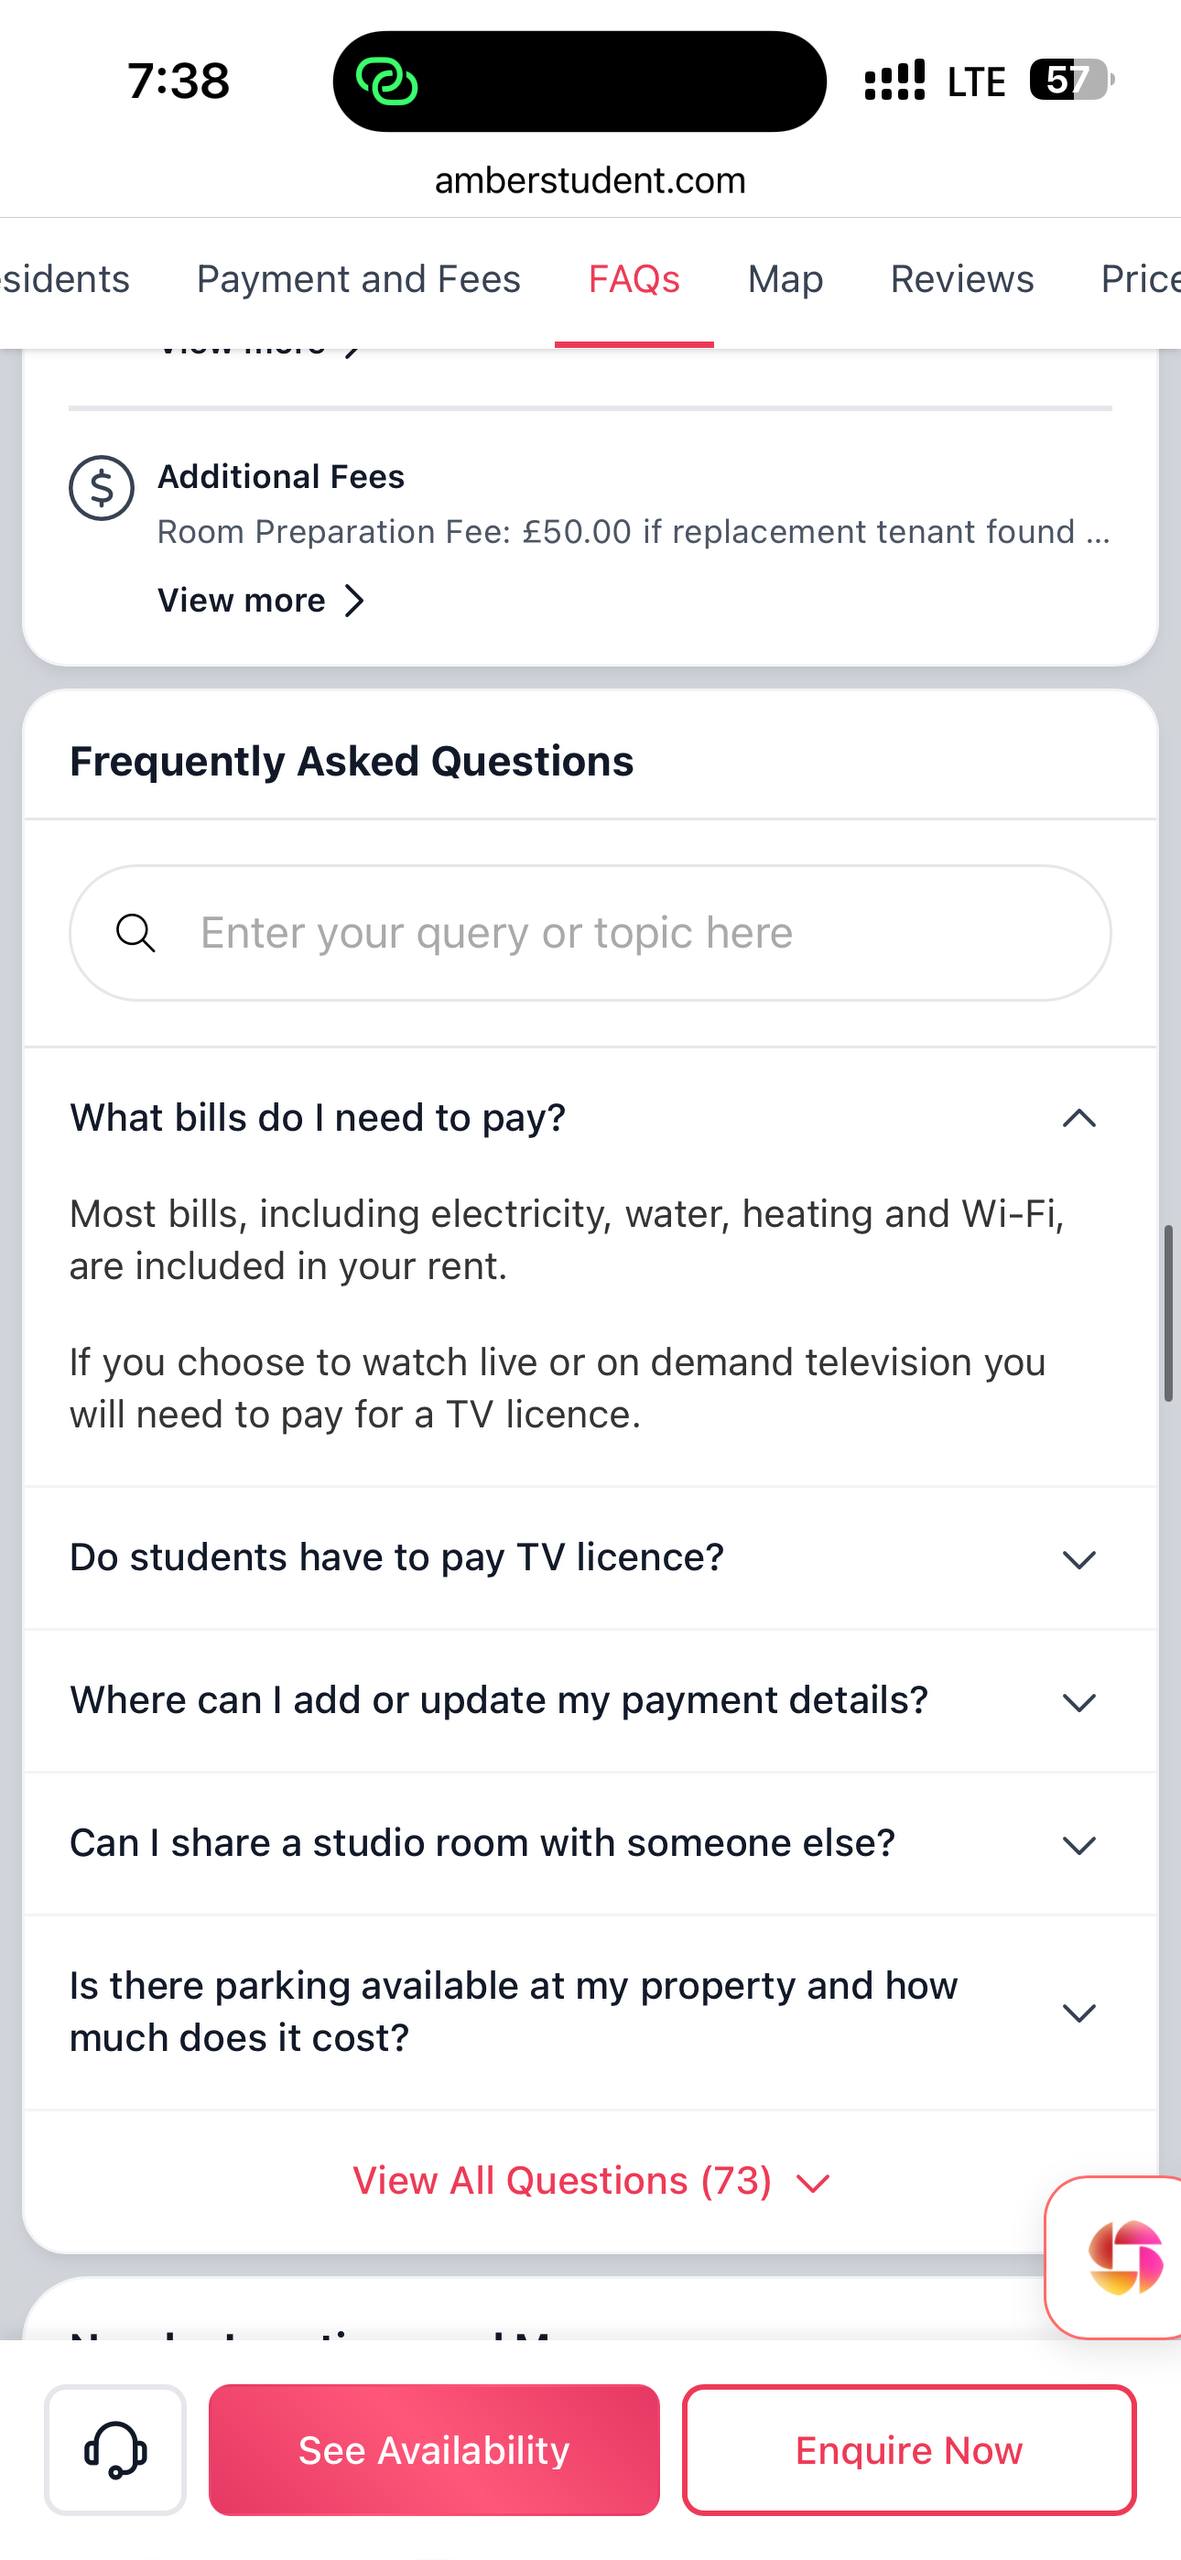 7:38
LTE
57
amberstudent.com
esidents Payment and Fees FAQs Map Reviews Price
View more
Additional Fees
Room Preparation Fee: £50.00 if replacement tenant found ...
View more
Frequently Asked Questions
Enter your query or topic here
What bills do I need to pay?
Most bills, including electricity, water, heating and Wi-Fi,
are included in your rent.
If you choose to watch live or on demand television you
will need to pay for a TV licence.
Do students have to pay TV licence?
Where can I add or update my payment details?
Can I share a studio room with someone else?
Is there parking available at my property and how
much does it cost?
View All Questions (73)
See Availability
Enquire Now